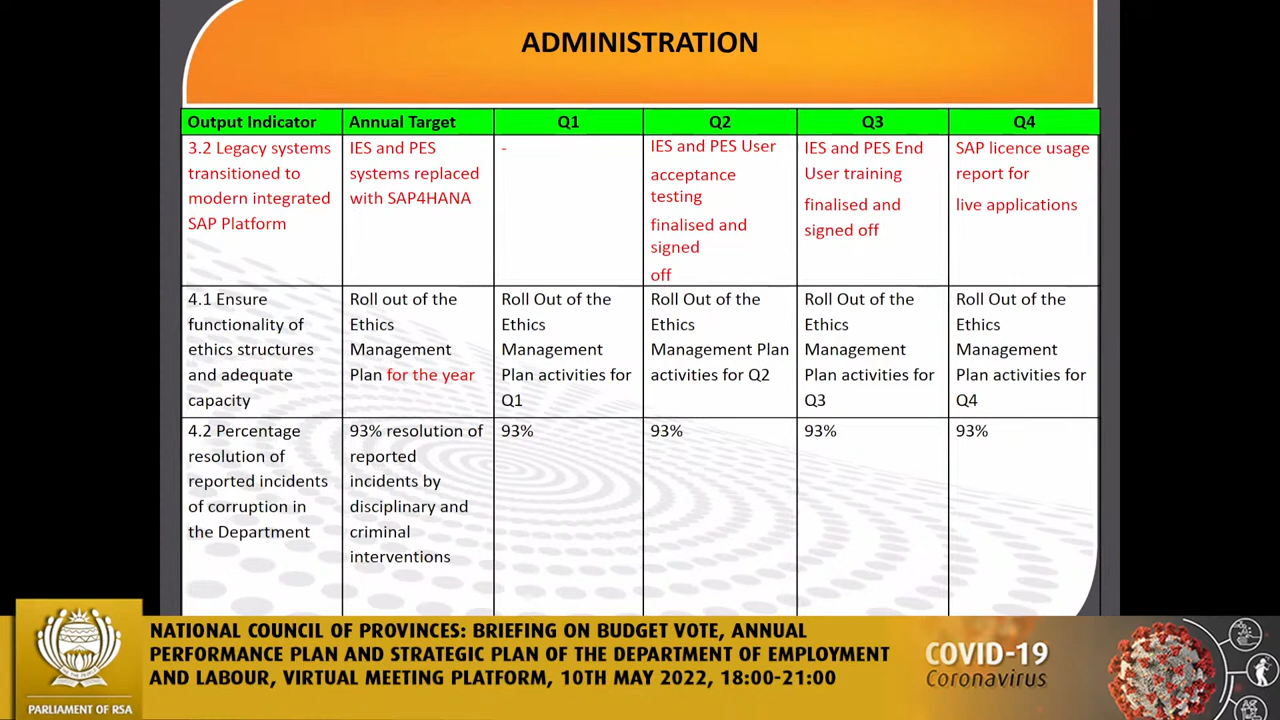 ADMINISTRATION
Output Indicator
Annual Target
Q1
Q2
Q3
Q4
3.2 Legacy systems
transitioned to
modern integrated
SAP Platform
IES and PES
systems replaced
with SAP4HANA
-
IES and PES User
acceptance
testing
finalised and
signed
off
IES and PES End
User training
finalised and
signed off
SAP licence usage
report for
live applications
4.1 Ensure
functionality of
ethics structures
and adequate
capacity
Roll out of the
Ethics
Management
Plan for the year
Roll Out of the
Ethics
Management
Plan activities for
Q1
Roll Out of the
Ethics
Management Plan
activities for Q2
Roll Out of the
Ethics
Management
Plan activities for
Q3
Roll Out of the
Ethics
Management
Plan activities for
Q4
4.2 Percentage
resolution of
reported incidents
of corruption in
the Department
93% resolution of
reported
incidents by
disciplinary and
criminal
interventions
93%
93%
93%
93%
NATIONAL COUNCIL OF PROVINCES: BRIEFING ON BUDGET VOTE, ANNUAL
PERFORMANCE PLAN AND STRATEGIC PLAN OF THE DEPARTMENT OF EMPLOYMENT
AND LABOUR, VIRTUAL MEETING PLATFORM, 10TH MAY 2022, 18:00-21:00
PARLIAMENT OF RSA
COVID-19
Coronavirus